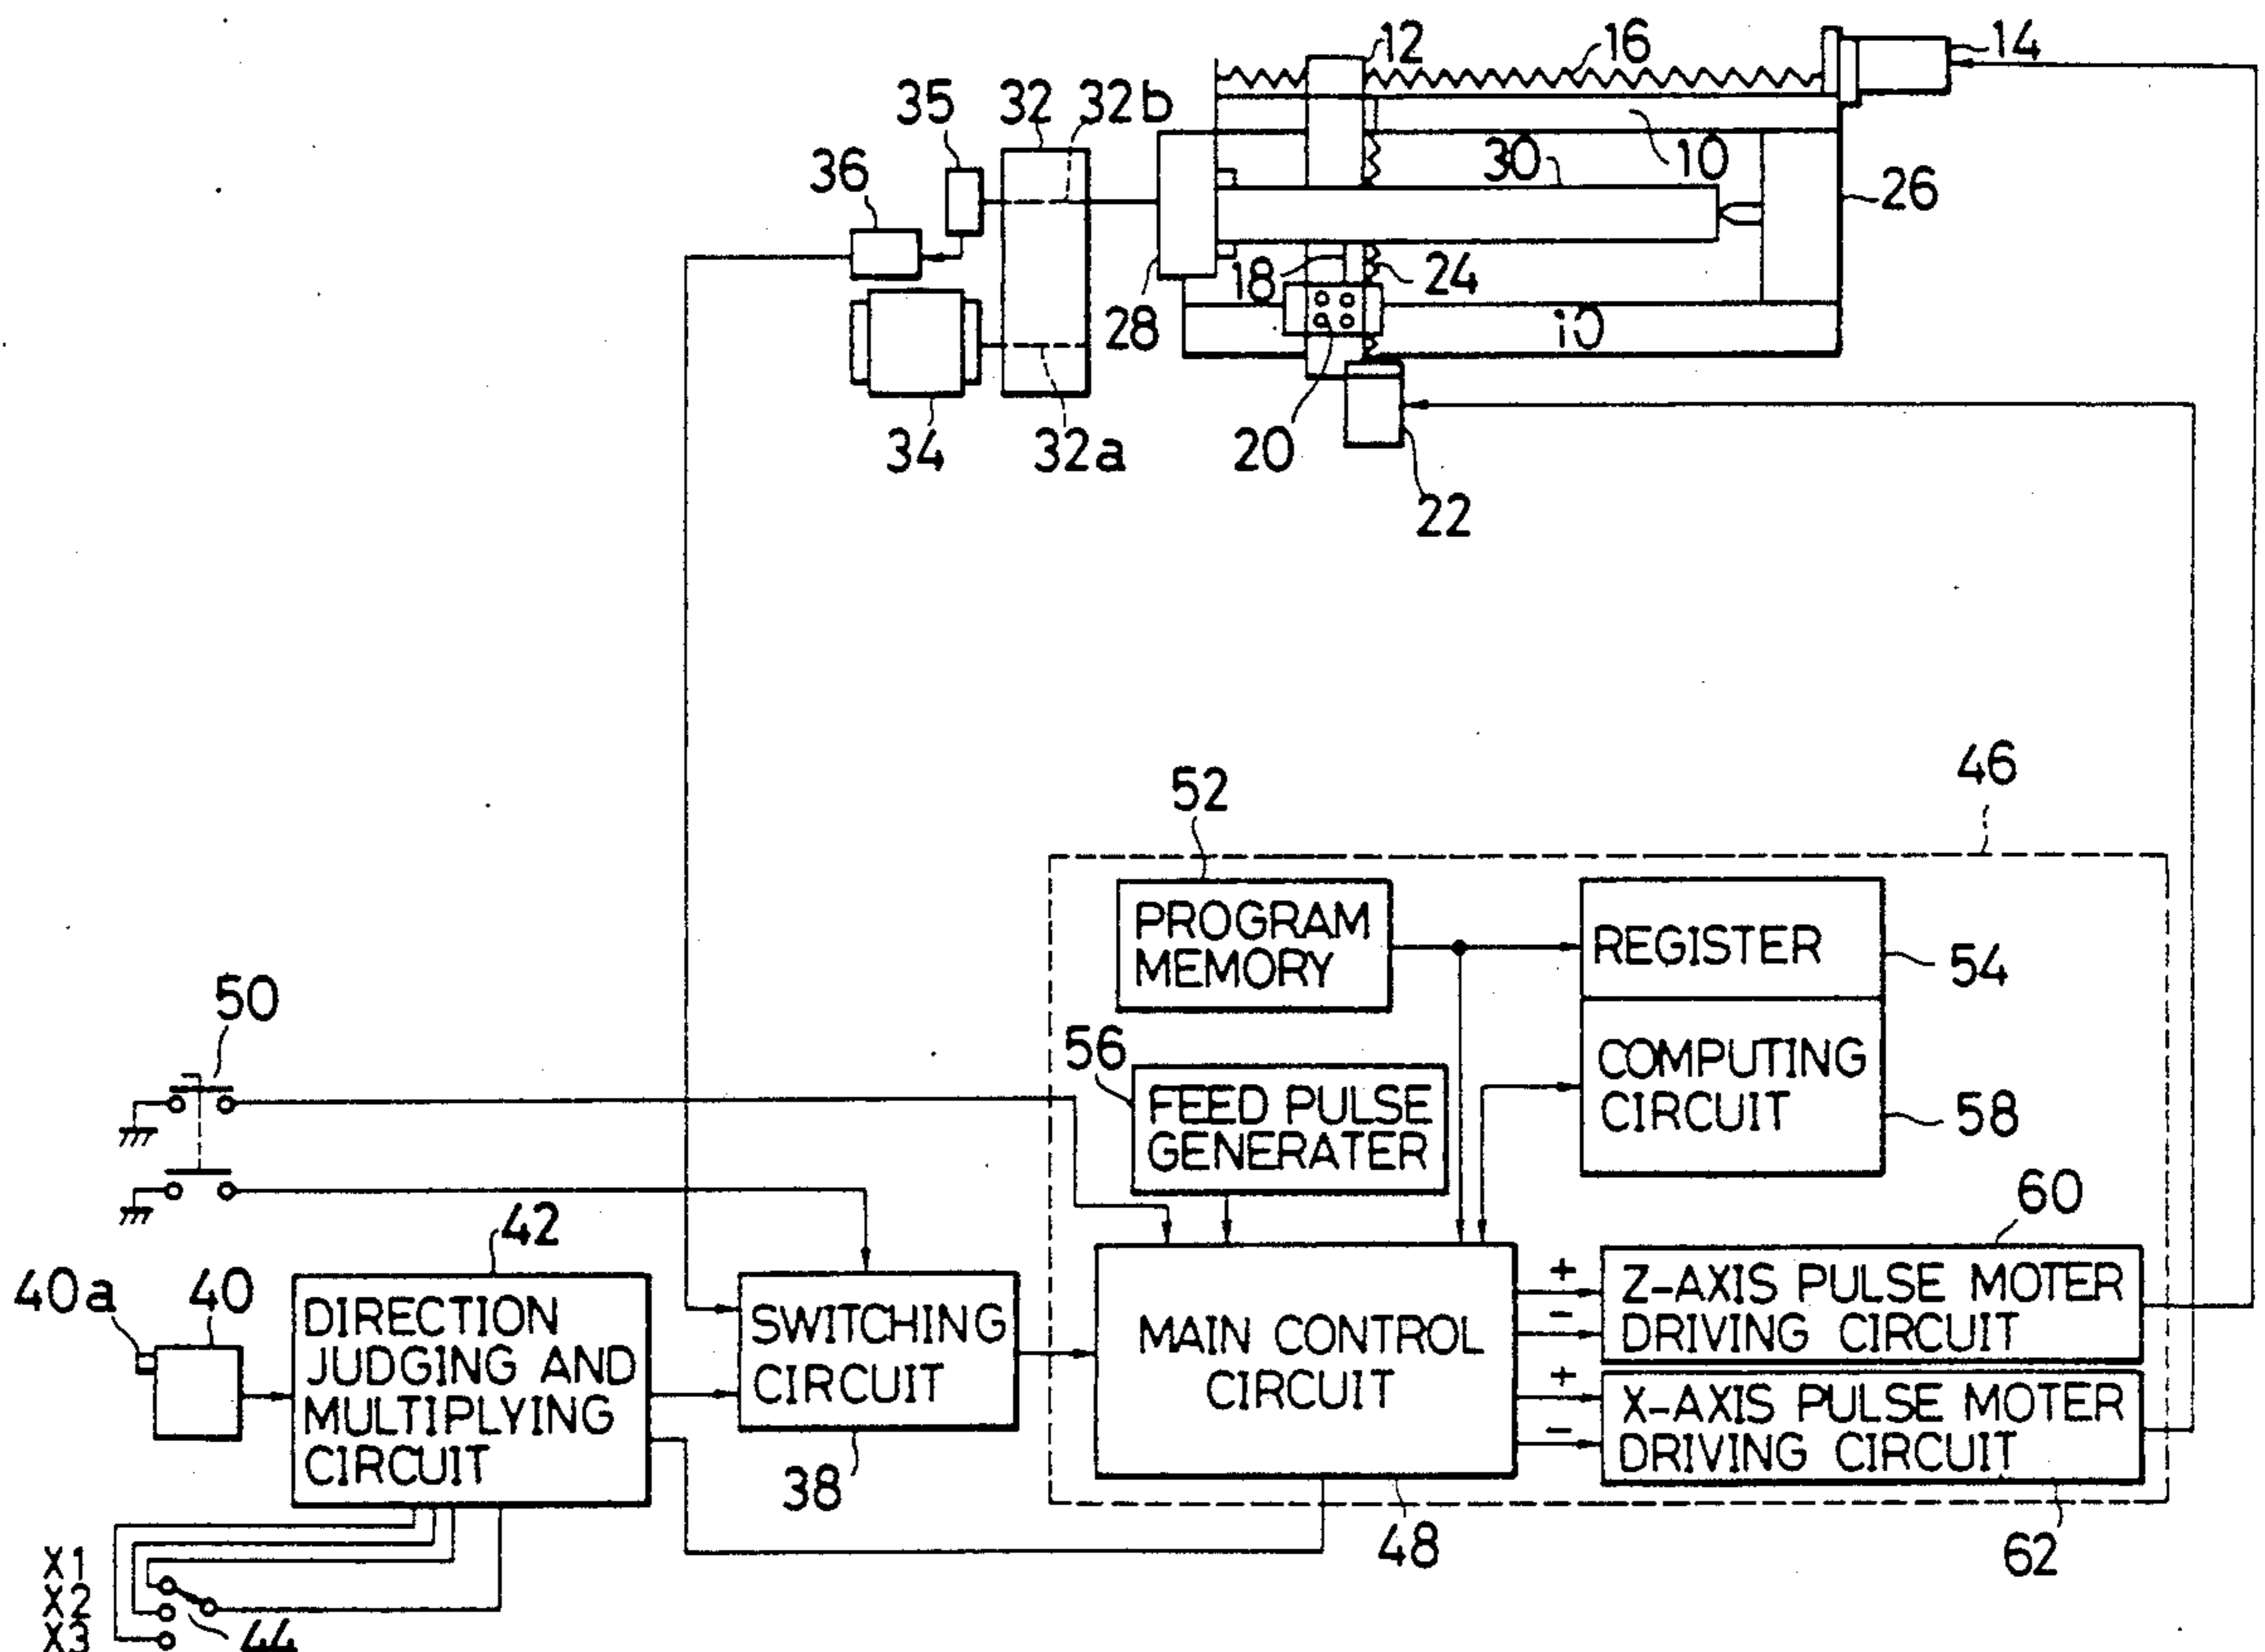 12
16
14
35
32
32b
36
30
10
26
18
24
28
10
34
32a
20
22
46
52
PROGRAM
MEMORY
REGISTER
54
50
56
FEED PULSE
GENERATER
COMPUTING
CIRCUIT
58
60
42
40a
40
DIRECTION
JUDGING AND
MULTIPLYING
CIRCUIT
SWITCHING
CIRCUIT
38
MAIN CONTROL
CIRCUIT
48
+
−
Z-AXIS PULSE MOTER
DRIVING CIRCUIT
+
−
X-AXIS PULSE MOTER
DRIVING CIRCUIT
62
X1
X2
X3
44